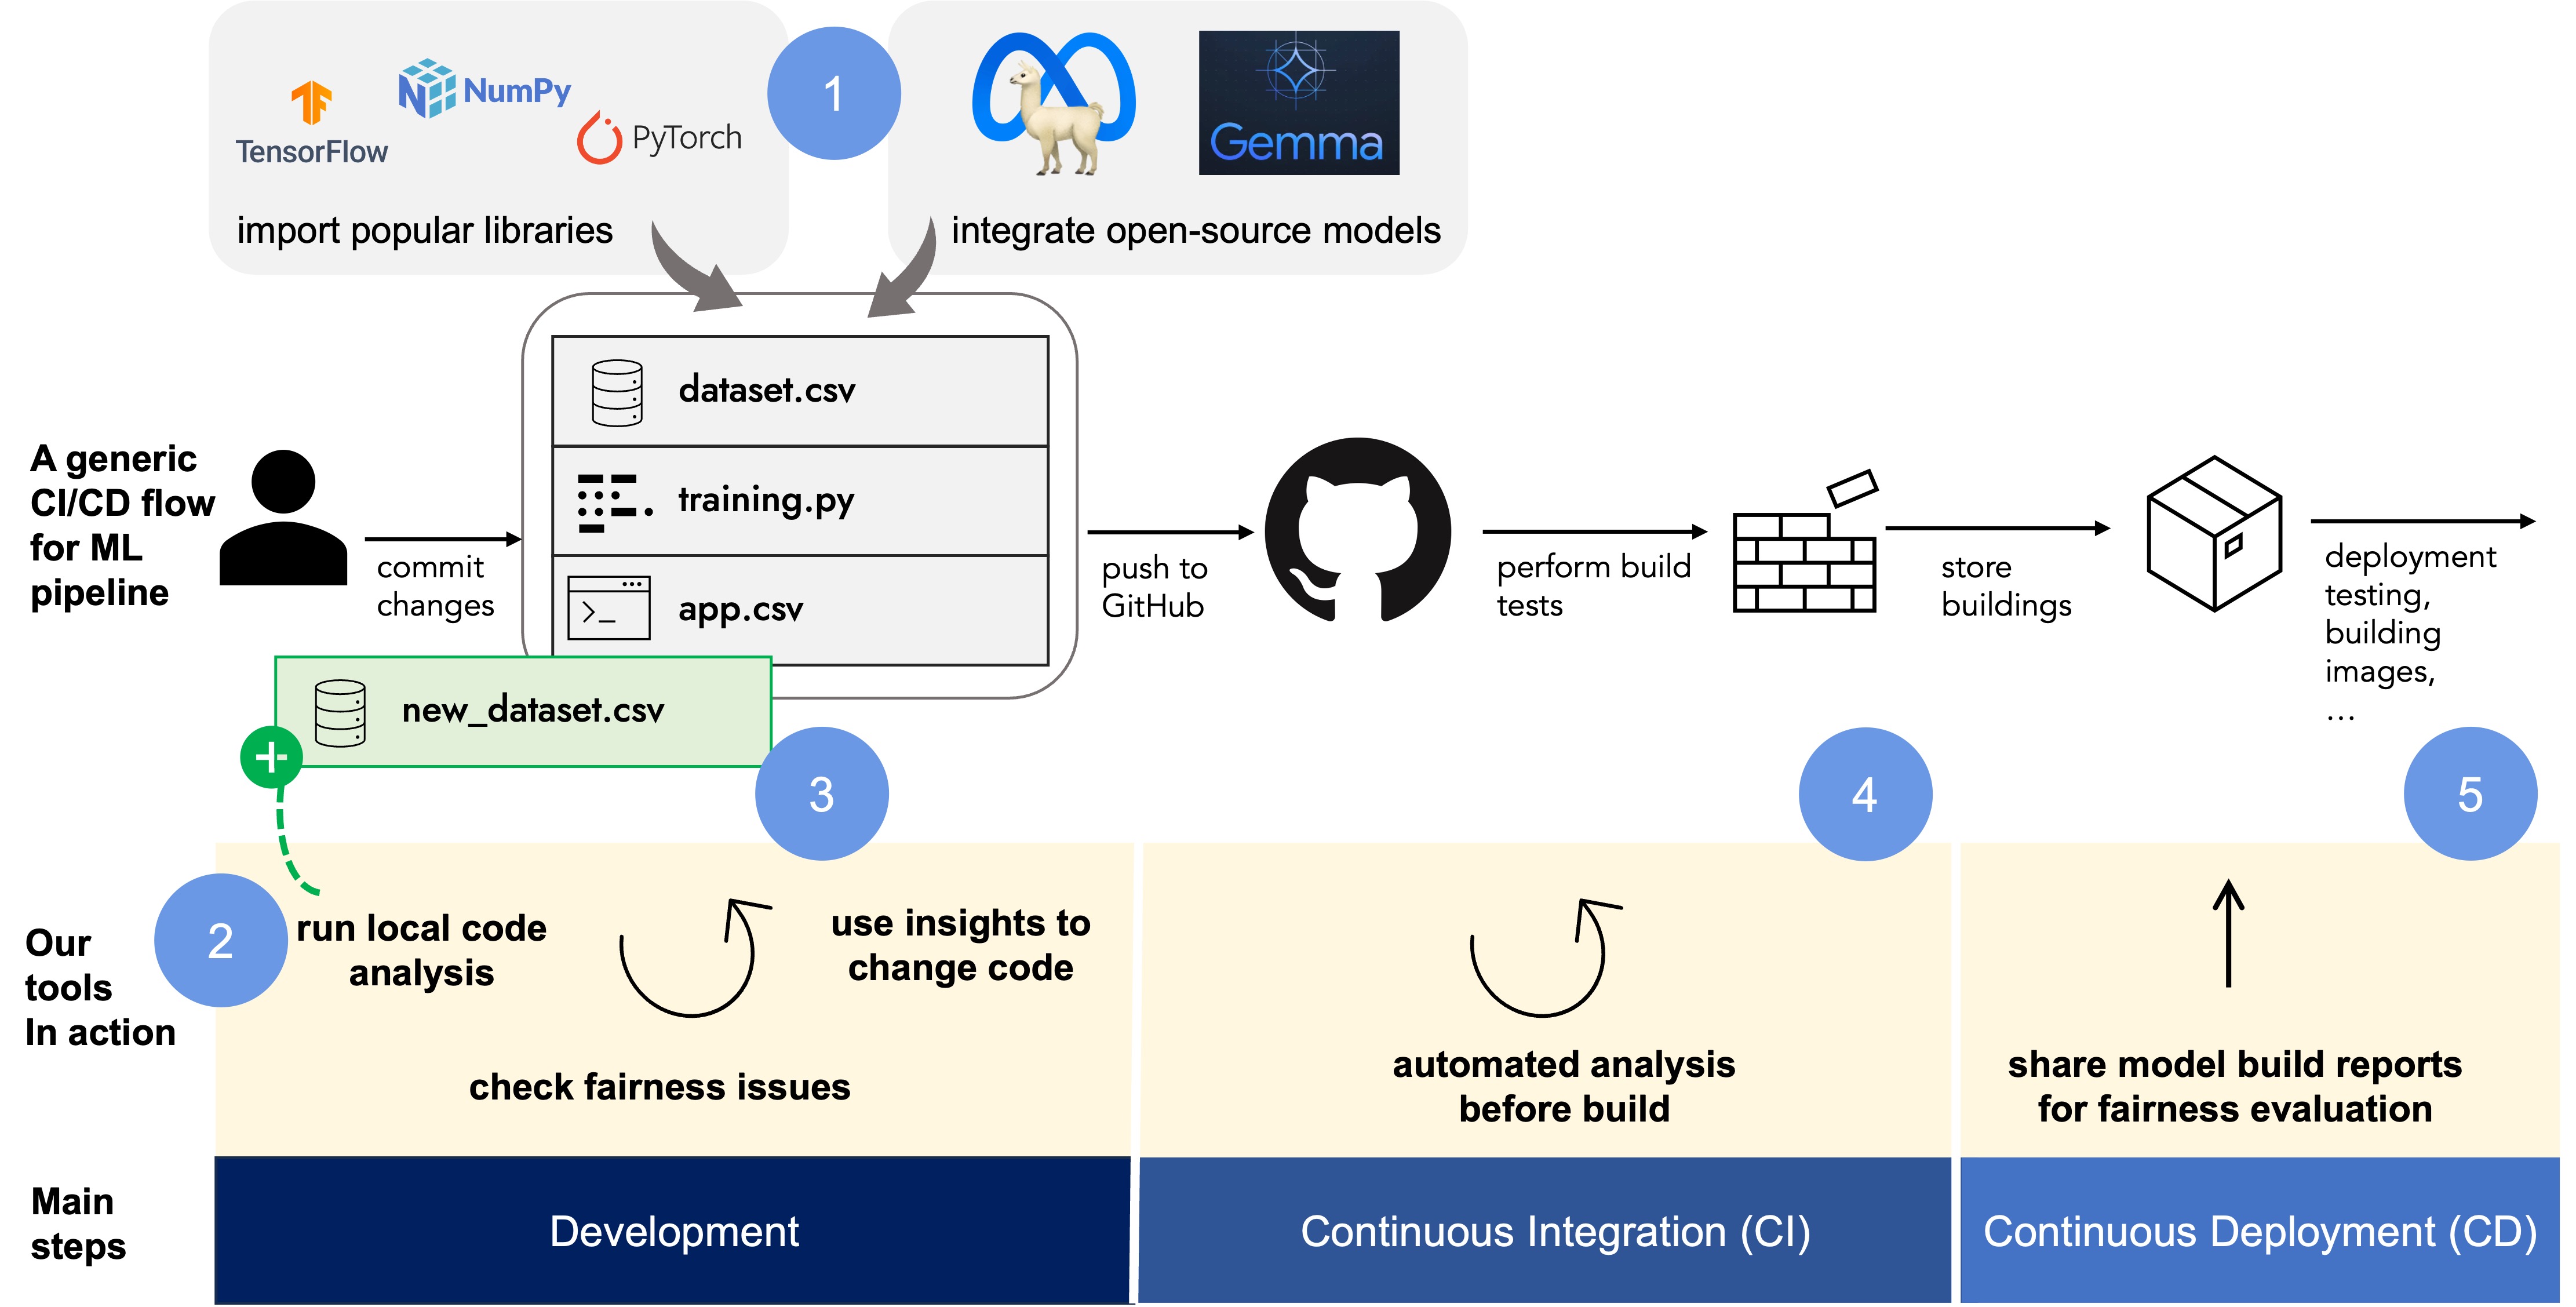 TensorFlow
NumPy
PyTorch
import popular libraries
1
Gemma
integrate open-source models
A generic
CI/CD flow
for ML
pipeline
commit
changes
dataset.csv
training.py
>_
app.csv
new_dataset.csv
+
push to
GitHub
perform build
tests
store
buildings
deployment
testing,
building
images,
...
3
4
5
Our
tools
In action
2
run local code
analysis
use insights to
change code
check fairness issues
automated analysis
before build
share model build reports
for fairness evaluation
Main
steps
Development
Continuous Integration (CI)
Continuous Deployment (CD)